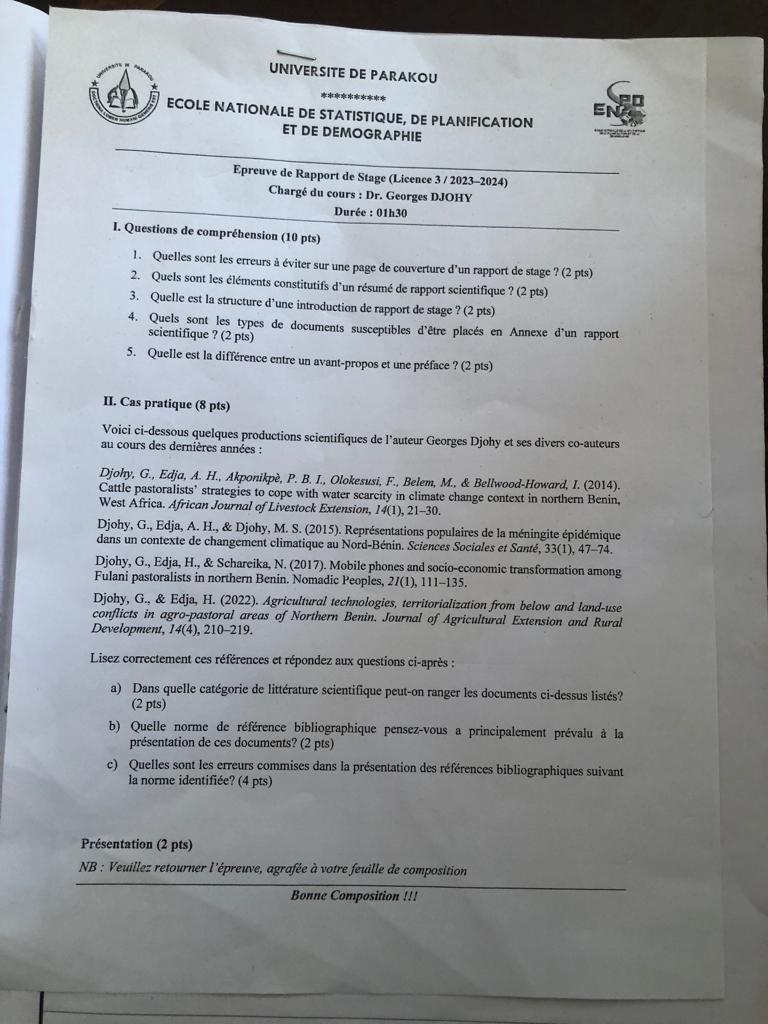 UNIVERSITE DE PARAKOU
**********
ECOLE NATIONALE DE STATISTIQUE, DE PLANIFICATION
ET DE DEMOGRAPHIE
Epreuve de Rapport de Stage (Licence 3 / 2023–2024)
Chargé du cours : Dr. Georges DJOHY
Durée : 01h30
I. Questions de compréhension (10 pts)
1. Quelles sont les erreurs à éviter sur une page de couverture d'un rapport de stage ? (2 pts)
2. Quels sont les éléments constitutifs d'un résumé de rapport scientifique ? (2 pts)
3. Quelle est la structure d'une introduction de rapport de stage ? (2 pts)
4. Quels sont les types de documents susceptibles d'être placés en Annexe d'un rapport
scientifique ? (2 pts)
5. Quelle est la différence entre un avant-propos et une préface ? (2 pts)
II. Cas pratique (8 pts)
Voici ci-dessous quelques productions scientifiques de l'auteur Georges Djohy et ses divers co-auteurs
au cours des dernières années :
Djohy, G., Edja, A. H., Akponikpè, P. B. I., Olokesusi, F., Belem, M., & Bellwood-Howard, I. (2014).
Cattle pastoralists' strategies to cope with water scarcity in climate change context in northern Benin,
West Africa. African Journal of Livestock Extension, 14(1), 21–30.
Djohy, G., Edja, A. H., & Djohy, M. S. (2015). Représentations populaires de la méningite épidémique
dans un contexte de changement climatique au Nord-Bénin. Sciences Sociales et Santé, 33(1), 47–74.
Djohy, G., Edja, H., & Schareika, N. (2017). Mobile phones and socio-economic transformation among
Fulani pastoralists in northern Benin. Nomadic Peoples, 21(1), 111–135.
Djohy, G., & Edja, H. (2022). Agricultural technologies, territorialization from below and land-use
conflicts in agro-pastoral areas of Northern Benin. Journal of Agricultural Extension and Rural
Development, 14(4), 210–219.
Lisez correctement ces références et répondez aux questions ci-après :
a) Dans quelle catégorie de littérature scientifique peut-on ranger les documents ci-dessus listés?
(2 pts)
b) Quelle norme de référence bibliographique pensez-vous a principalement prévalu à la
présentation de ces documents? (2 pts)
c) Quelles sont les erreurs commises dans la présentation des références bibliographiques suivant
la norme identifiée? (4 pts)
Présentation (2 pts)
NB : Veuillez retourner l'épreuve, agrafée à votre feuille de composition
Bonne Composition !!!